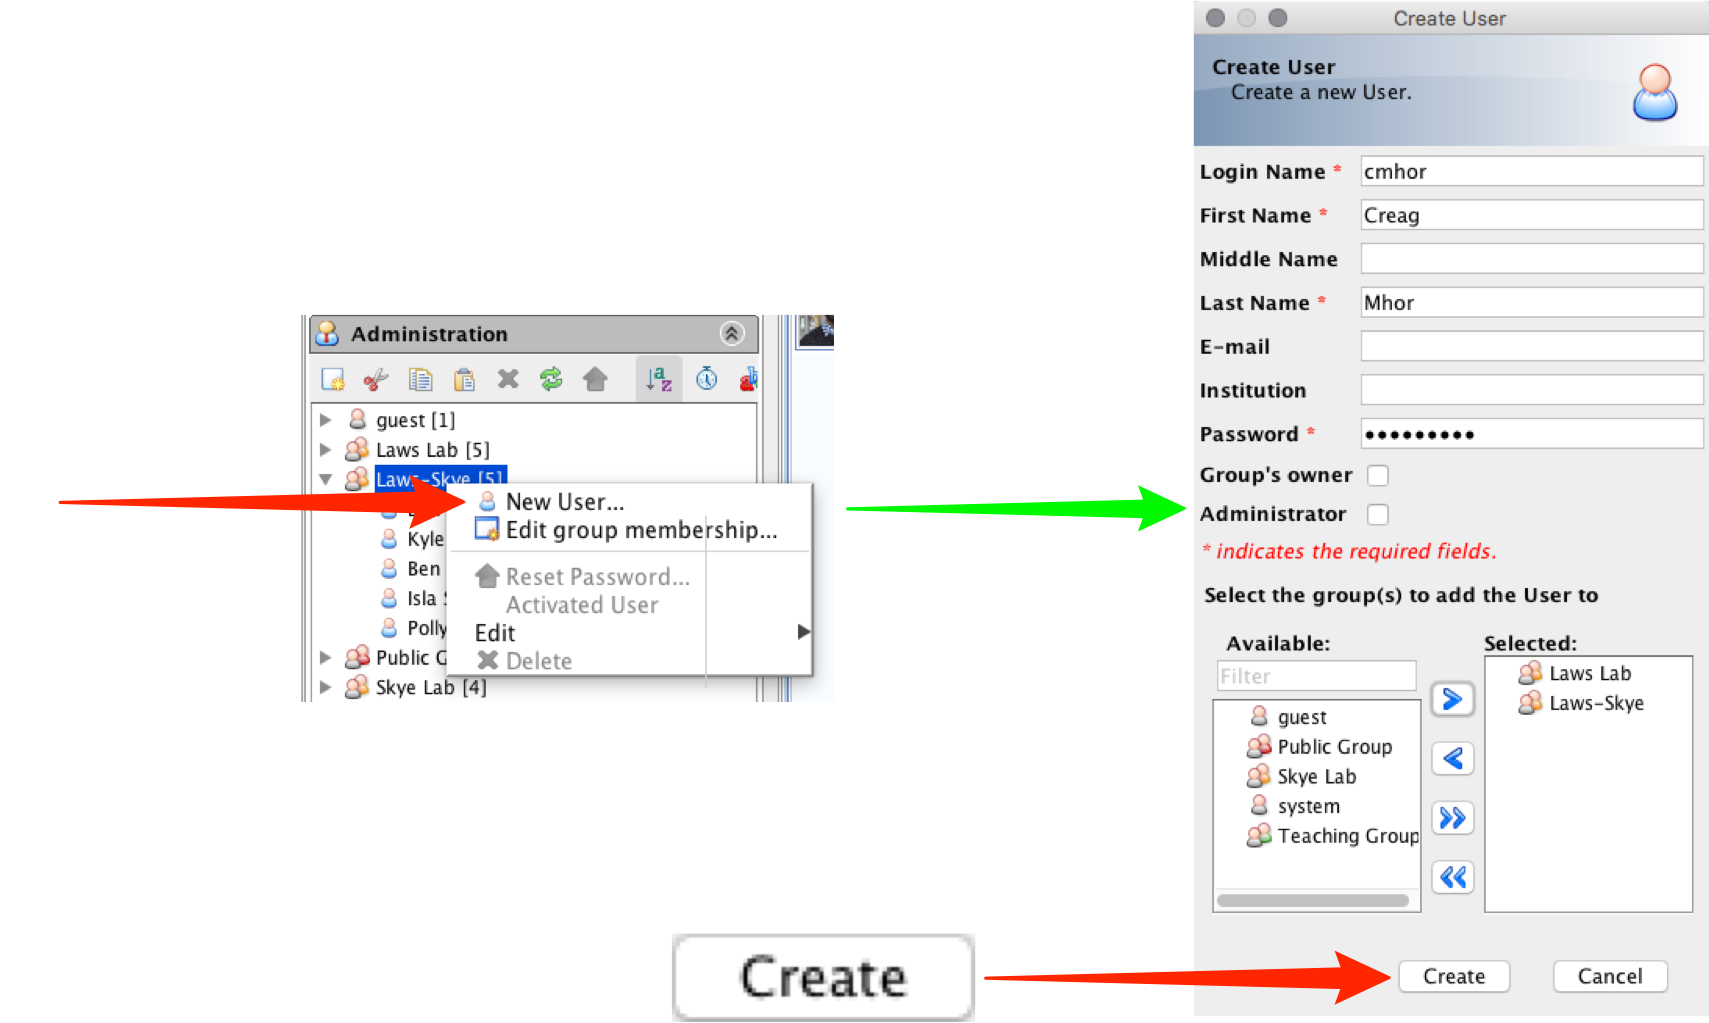 Administration
guest [1]
Laws Lab [5]
Laws-Skye [5]
New User...
Edit group membership...
Kyle
Ben
Isla
Polly
Reset Password...
Activated User
Edit
Delete
Public G
Skye Lab [4]
Create User
Create User
Create a new User.
Login Name * cmhor
First Name * Creag
Middle Name
Last Name * Mhor
E-mail
Institution
Password * •••••••••
Group's owner
Administrator
* indicates the required fields.
Select the group(s) to add the User to
Available:
Filter
guest
Public Group
Skye Lab
system
Teaching Group
Selected:
Laws Lab
Laws-Skye
Create
Create Cancel